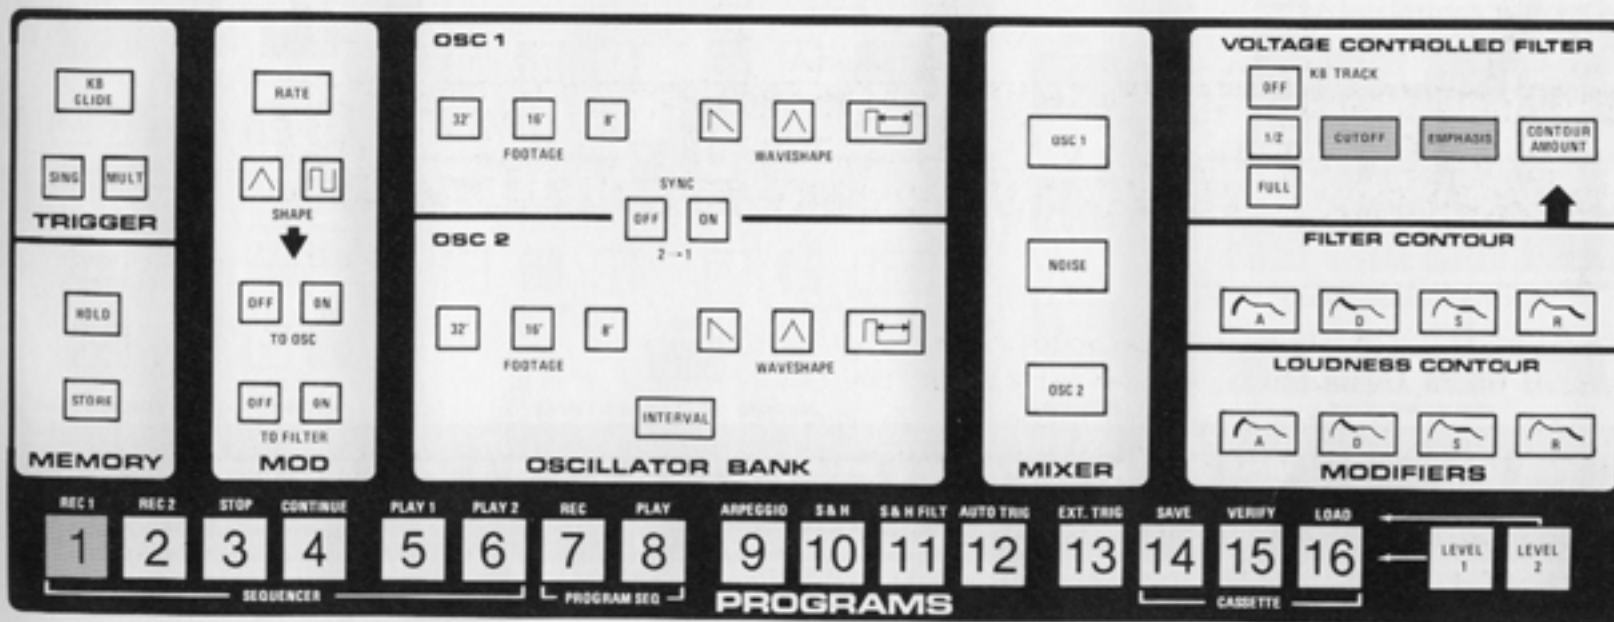 KB GLIDE
SING MULT
TRIGGER
HOLD
STORE
MEMORY
RATE
SHAPE
OFF ON
TO OSC
OFF ON
TO FILTER
MOD
OSC 1
32' 16' 8'
FOOTAGE
WAVESHAPE
SYNC
OFF ON
2→1
OSC 2
32' 16' 8'
FOOTAGE
WAVESHAPE
INTERVAL
OSCILLATOR BANK
OSC 1
NOISE
OSC 2
MIXER
VOLTAGE CONTROLLED FILTER
KB TRACK
OFF
1/2
FULL
CUTOFF
EMPHASIS
CONTOUR AMOUNT
FILTER CONTOUR
A D S R
LOUDNESS CONTOUR
A D S R
MODIFIERS
REC 1 REC 2 STOP CONTINUE PLAY 1 PLAY 2 REC PLAY ARPEGGIO S & H S & H FILT AUTO TRIG EXT. TRIG SAVE VERIFY LOAD
1 2 3 4 5 6 7 8 9 10 11 12 13 14 15 16
LEVEL 1
LEVEL 2
SEQUENCER
PROGRAM SEQ
PROGRAMS
CASSETTE